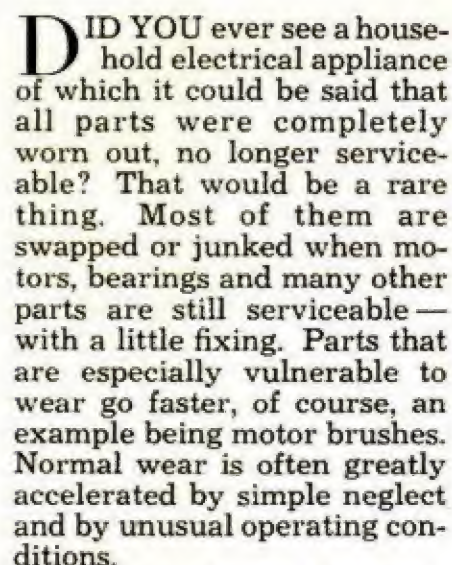 DID YOU ever see a house-
hold electrical appliance
of which it could be said that
all parts were completely
worn out, no longer service-
able? That would be a rare
thing. Most of them are
swapped or junked when mo-
tors, bearings and many other
parts are still serviceable —
with a little fixing. Parts that
are especially vulnerable to
wear go faster, of course, an
example being motor brushes.
Normal wear is often greatly
accelerated by simple neglect
and by unusual operating con-
ditions.